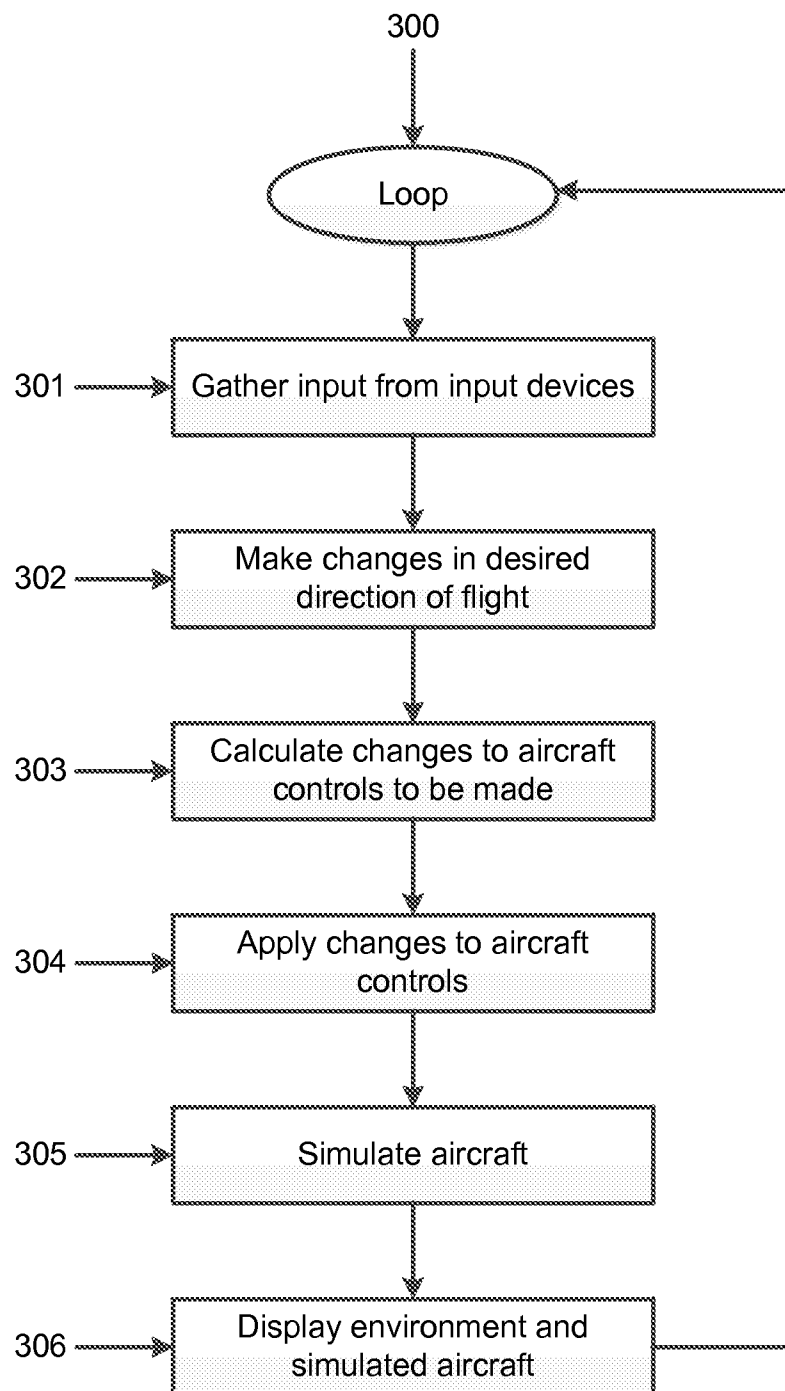 300
Loop
301
Gather input from input devices
302
Make changes in desired
direction of flight
303
Calculate changes to aircraft
controls to be made
304
Apply changes to aircraft
controls
305
Simulate aircraft
306
Display environment and
simulated aircraft